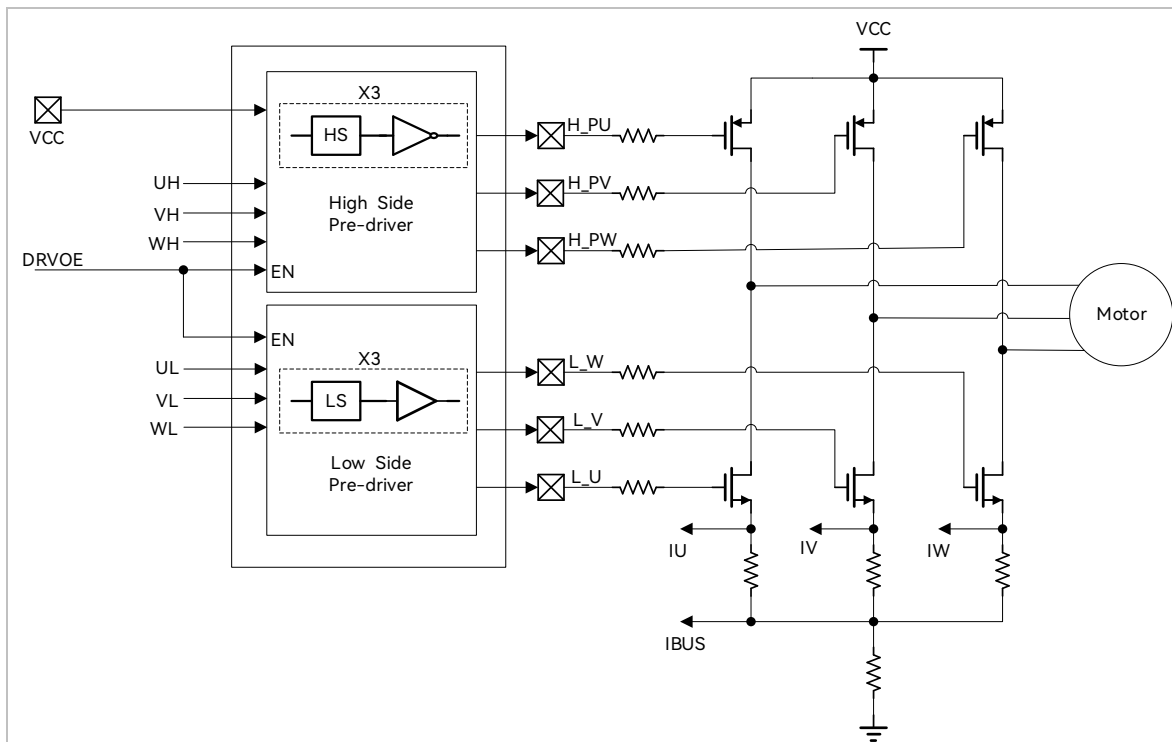 VCC
X3
VCC
HS
H_PU
UH
VH
WH
High Side
Pre-driver
H_PV
H_PW
DRVOE
EN
Motor
EN
X3
UL
VL
WL
LS
L_W
L_V
Low Side
Pre-driver
L_U
IU
IV
IW
IBUS